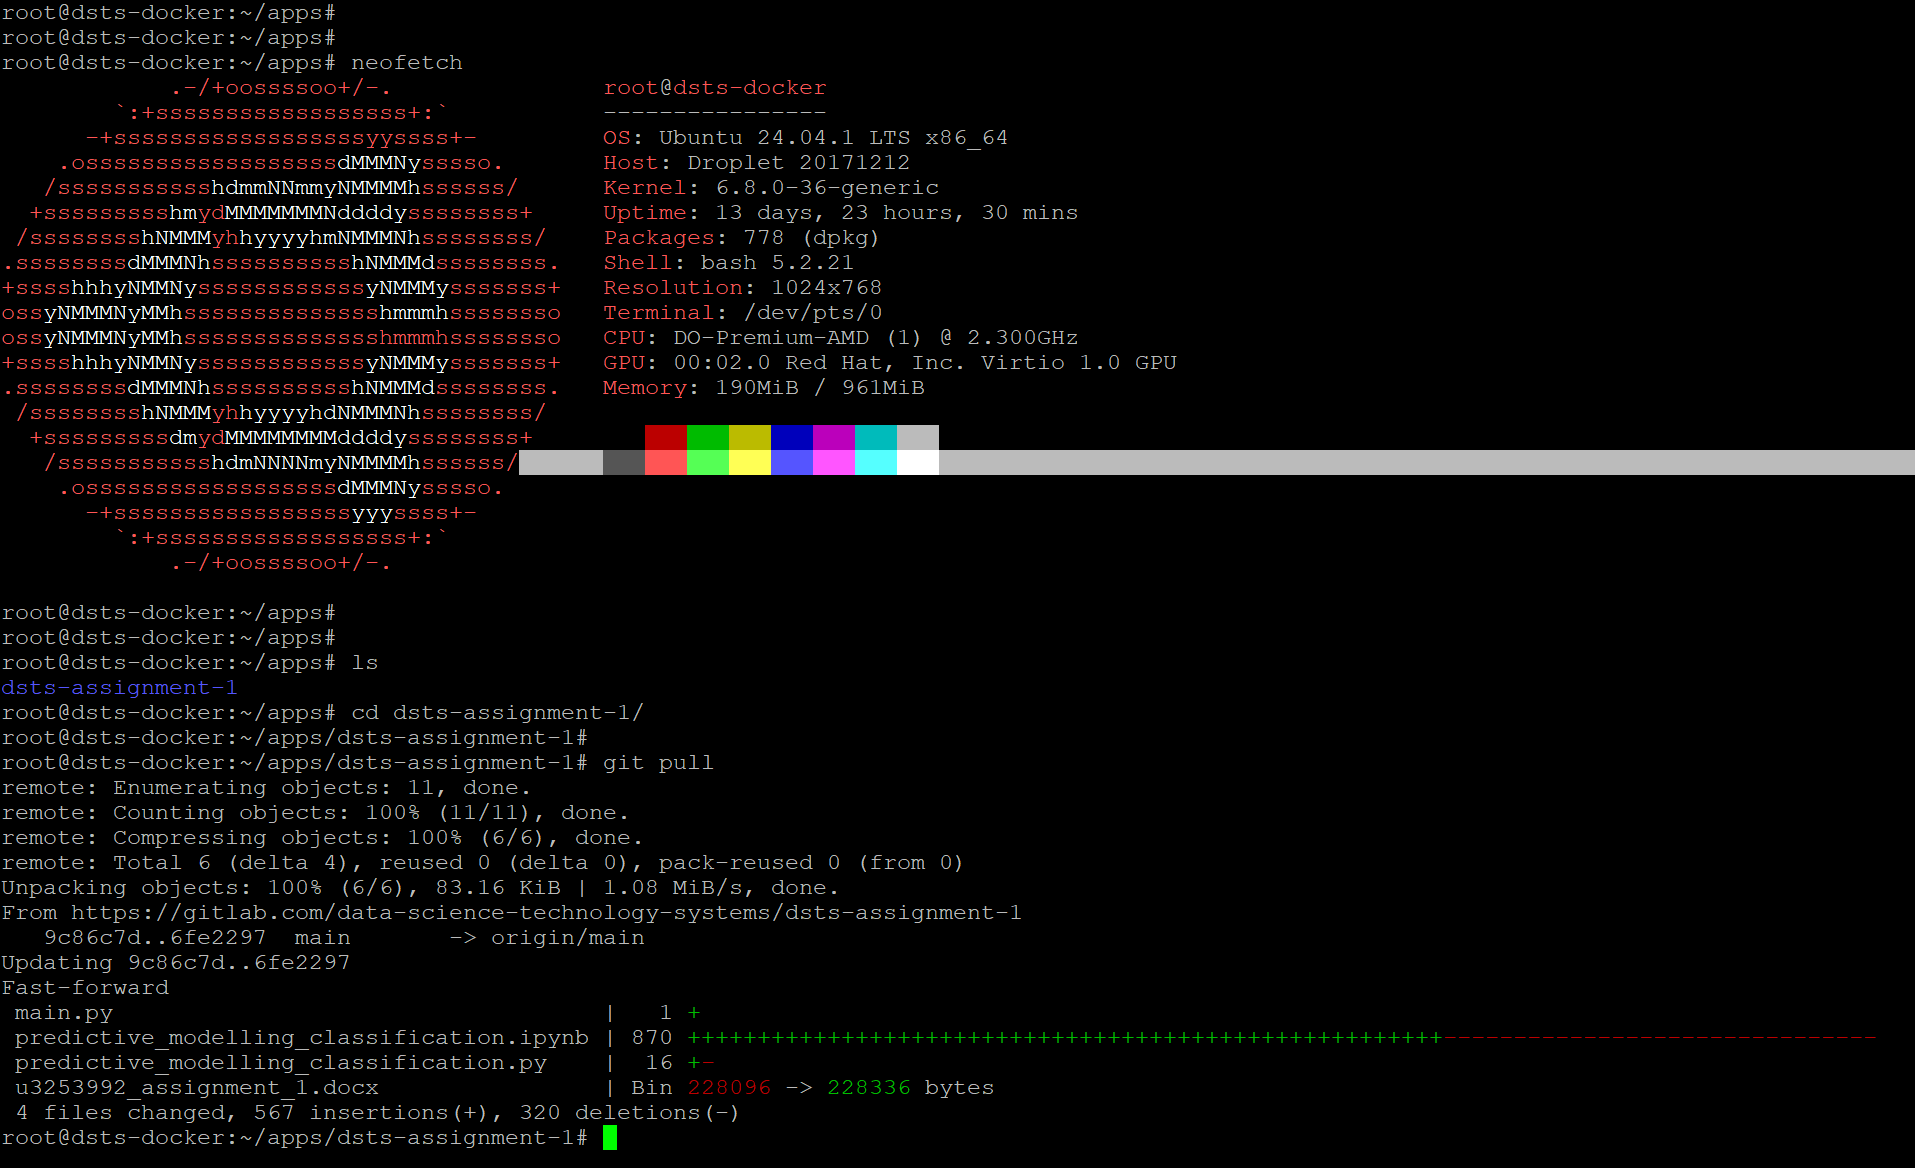 root@dsts-docker:~/apps#
root@dsts-docker:~/apps#
root@dsts-docker:~/apps# neofetch
            .-/+oossssoo+/-.               root@dsts-docker
        `:+ssssssssssssssssss+:`           ----------------
      -+ssssssssssssssssssyyssss+-         OS: Ubuntu 24.04.1 LTS x86_64
    .ossssssssssssssssssdMMMNysssso.       Host: Droplet 20171212
   /ssssssssssshdmmNNmmyNMMMMhssssss/      Kernel: 6.8.0-36-generic
  +ssssssssshmydMMMMMMMNddddyssssssss+     Uptime: 13 days, 23 hours, 30 mins
 /sssssssshNMMMyhhyyyyhmNMMMNhssssssss/    Packages: 778 (dpkg)
.ssssssssdMMMNhsssssssssshNMMMdssssssss.   Shell: bash 5.2.21
+sssshhhyNMMNyssssssssssssyNMMMysssssss+   Resolution: 1024x768
ossyNMMMNyMMhsssssssssssssshmmmhssssssso   Terminal: /dev/pts/0
ossyNMMMNyMMhsssssssssssssshmmmhssssssso   CPU: DO-Premium-AMD (1) @ 2.300GHz
+sssshhhyNMMNyssssssssssssyNMMMysssssss+   GPU: 00:02.0 Red Hat, Inc. Virtio 1.0 GPU
.ssssssssdMMMNhsssssssssshNMMMdssssssss.   Memory: 190MiB / 961MiB
 /sssssssshNMMMyhhyyyyhdNMMMNhssssssss/
  +sssssssssdmydMMMMMMMMddddyssssssss+
   /ssssssssssshdmNNNNmyNMMMMhssssss/
    .ossssssssssssssssssdMMMNysssso.
      -+sssssssssssssssssyyyssss+-
        `:+ssssssssssssssssss+:`
            .-/+oossssoo+/-.
root@dsts-docker:~/apps#
root@dsts-docker:~/apps#
root@dsts-docker:~/apps# ls
dsts-assignment-1
root@dsts-docker:~/apps# cd dsts-assignment-1/
root@dsts-docker:~/apps/dsts-assignment-1#
root@dsts-docker:~/apps/dsts-assignment-1# git pull
remote: Enumerating objects: 11, done.
remote: Counting objects: 100% (11/11), done.
remote: Compressing objects: 100% (6/6), done.
remote: Total 6 (delta 4), reused 0 (delta 0), pack-reused 0 (from 0)
Unpacking objects: 100% (6/6), 83.16 KiB | 1.08 MiB/s, done.
From https://gitlab.com/data-science-technology-systems/dsts-assignment-1
   9c86c7d..6fe2297  main       -> origin/main
Updating 9c86c7d..6fe2297
Fast-forward
 main.py                                   |   1 +
 predictive_modelling_classification.ipynb | 870 ++++++++++++++++++++++++++++++++++++++++++++++++++++++-------------------------------
 predictive_modelling_classification.py    |  16 +-
 u3253992_assignment_1.docx                | Bin 228096 -> 228336 bytes
 4 files changed, 567 insertions(+), 320 deletions(-)
root@dsts-docker:~/apps/dsts-assignment-1#